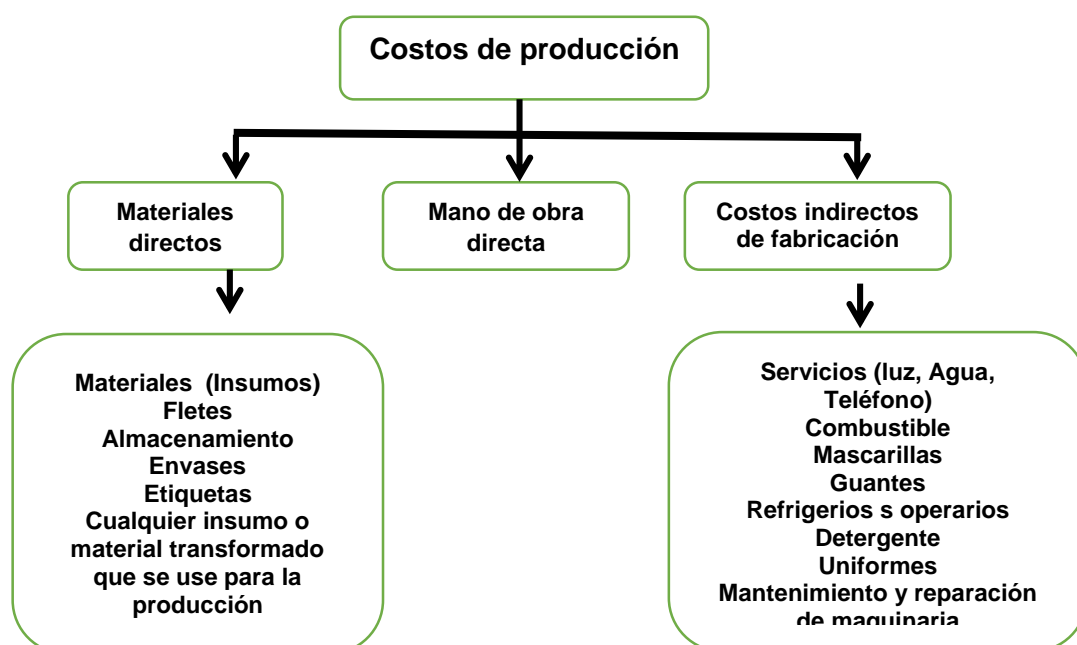 Costos de producción
Materiales
directos
Mano de obra
directa
Costos indirectos
de fabricación
Materiales (Insumos)
Fletes
Almacenamiento
Envases
Etiquetas
Cualquier insumo o
material transformado
que se use para la
producción
Servicios (luz, Agua,
Teléfono)
Combustible
Mascarillas
Guantes
Refrigerios s operarios
Detergente
Uniformes
Mantenimiento y reparación
de maquinaria